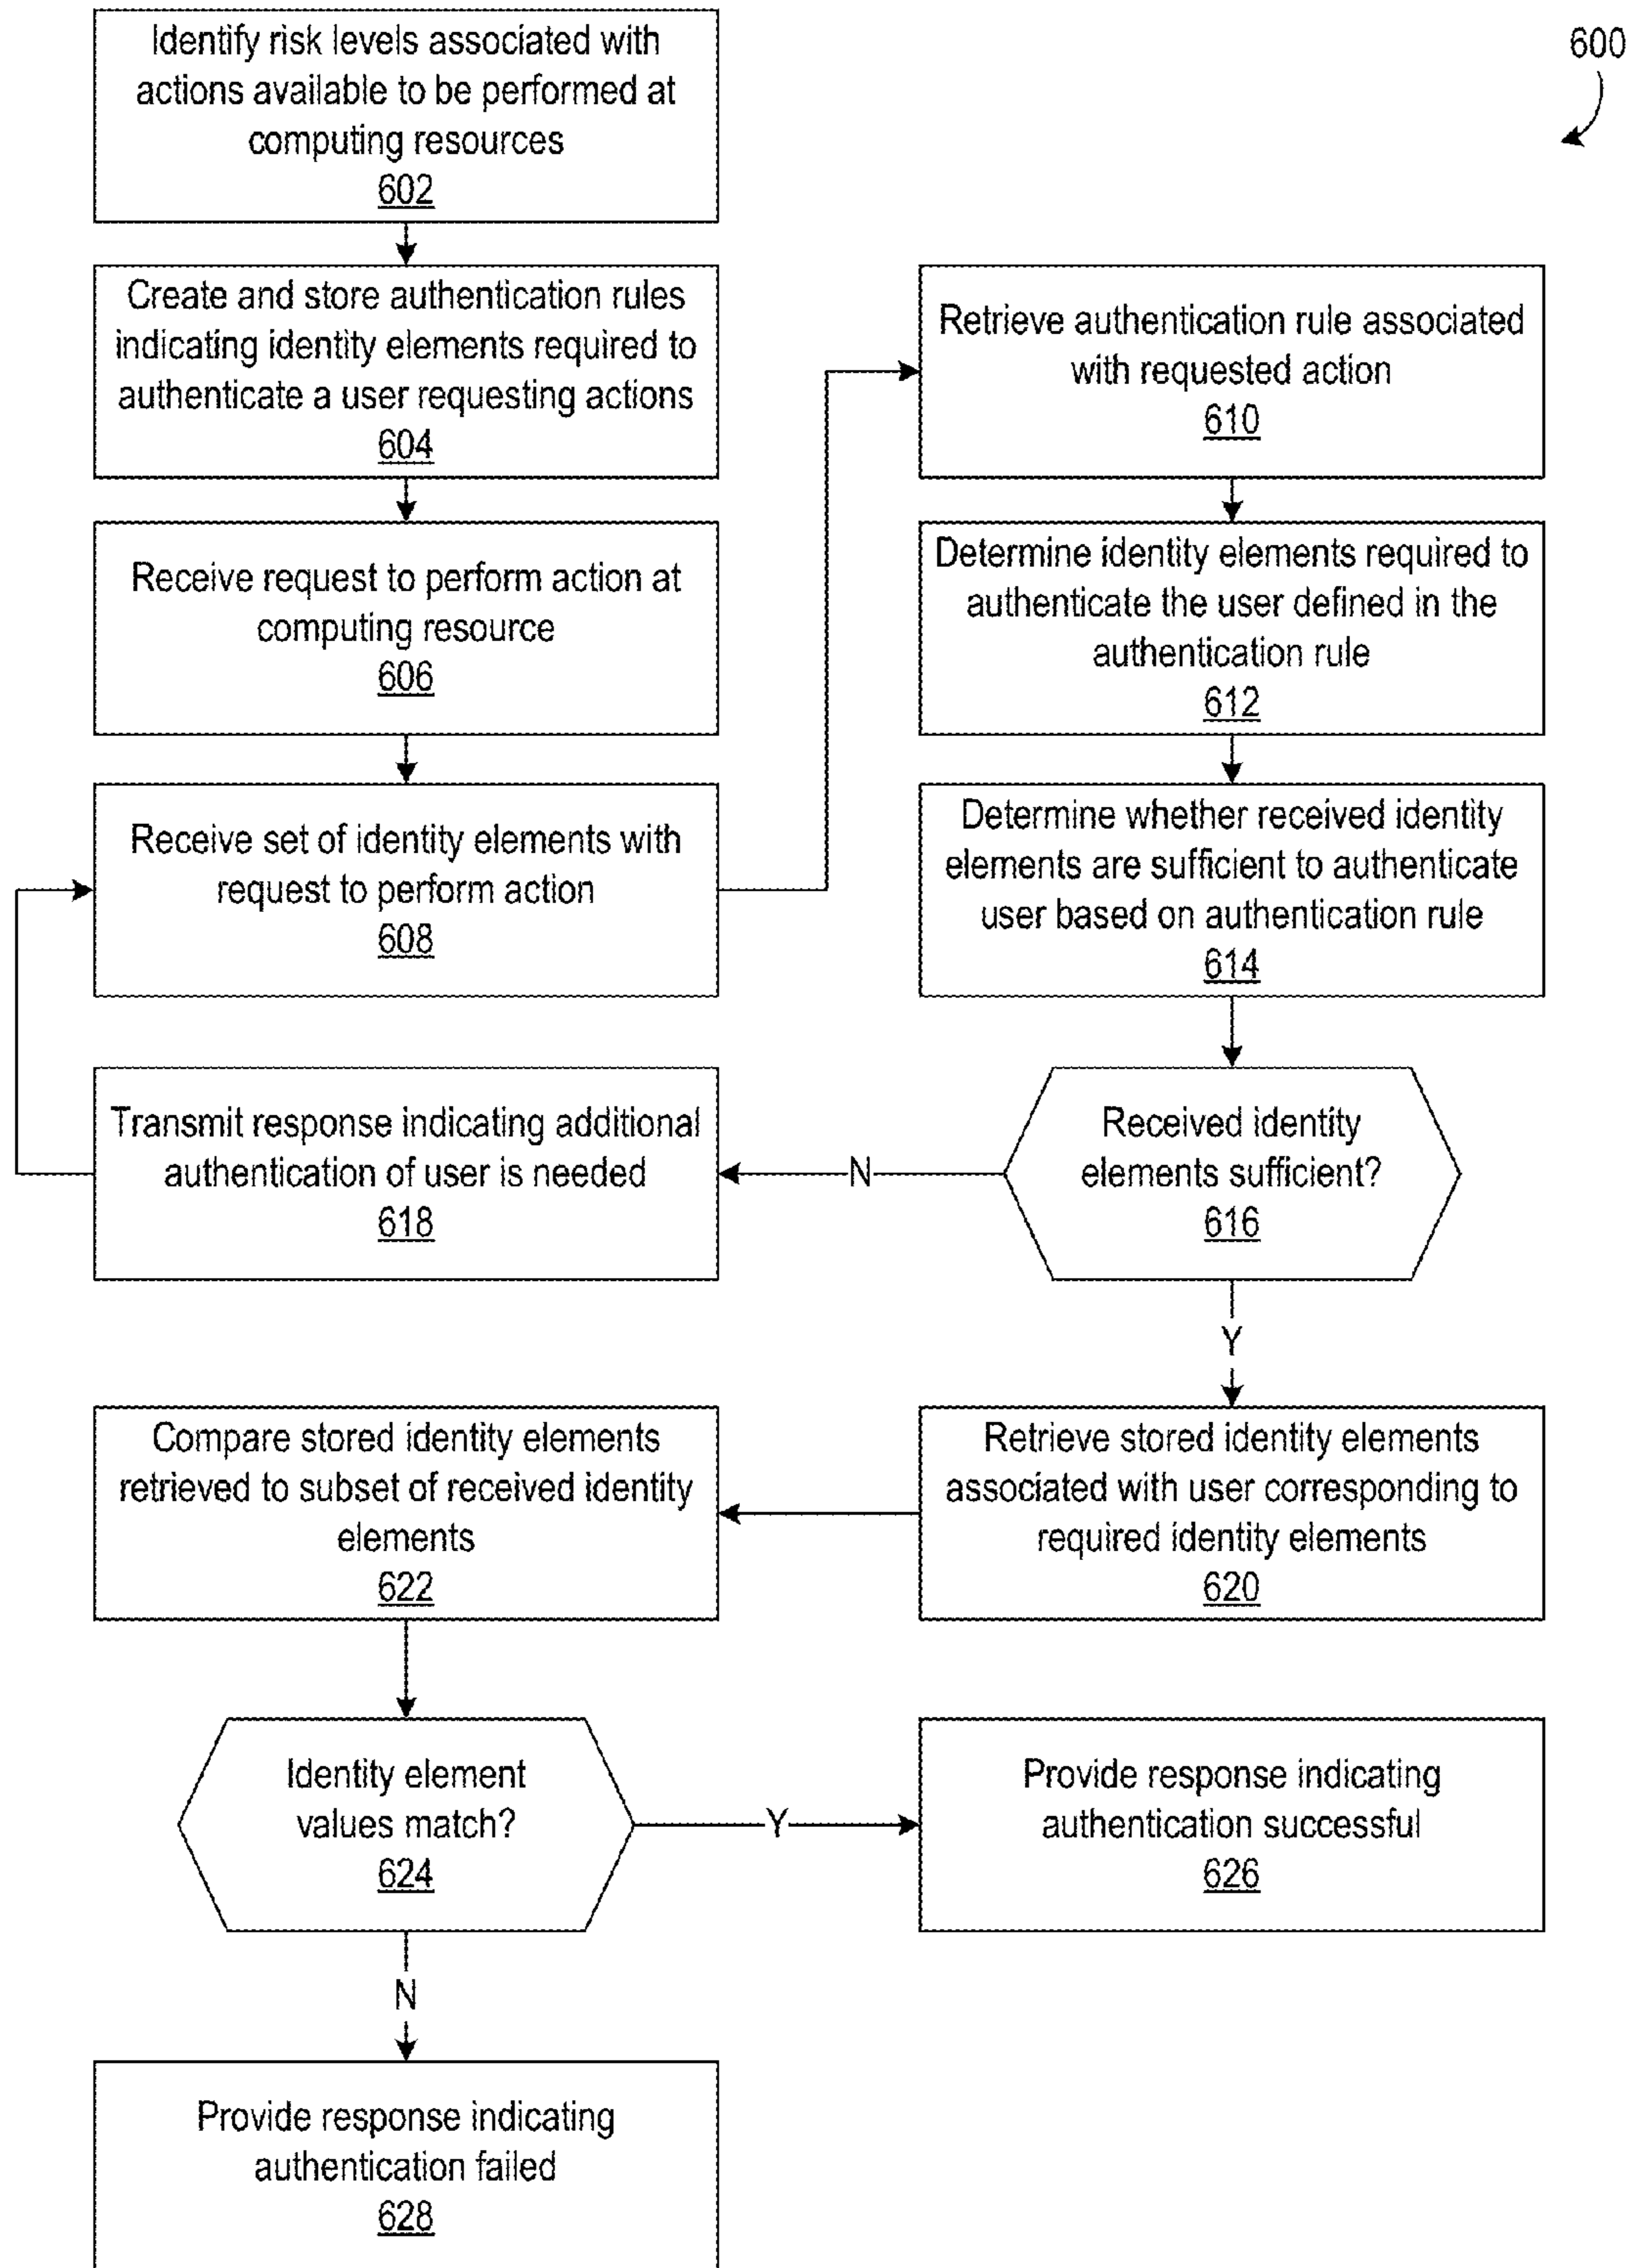 600
Identify risk levels associated with
actions available to be performed at
computing resources
602
Create and store authentication rules
indicating identity elements required to
authenticate a user requesting actions
604
Receive request to perform action at
computing resource
606
Receive set of identity elements with
request to perform action
608
Retrieve authentication rule associated
with requested action
610
Determine identity elements required to
authenticate the user defined in the
authentication rule
612
Determine whether received identity
elements are sufficient to authenticate
user based on authentication rule
614
Received identity
elements sufficient?
616
N
Transmit response indicating additional
authentication of user is needed
618
Y
Retrieve stored identity elements
associated with user corresponding to
required identity elements
620
Compare stored identity elements
retrieved to subset of received identity
elements
622
Identity element
values match?
624
Y
Provide response indicating
authentication successful
626
N
Provide response indicating
authentication failed
628